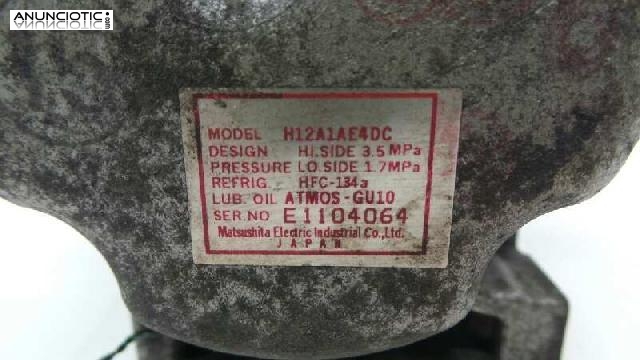 ANUNCIOTIC.com
MODEL H12A1AE4DC
DESIGN HI.SIDE 3.5 MPa
PRESSURE LO.SIDE 1.7MPa
REFRIG. HFC-134a
LUB. OIL ATMOS-GU10
SER.NO E1104064
Matsushita Electric Industrial Co.,Ltd.
JAPAN